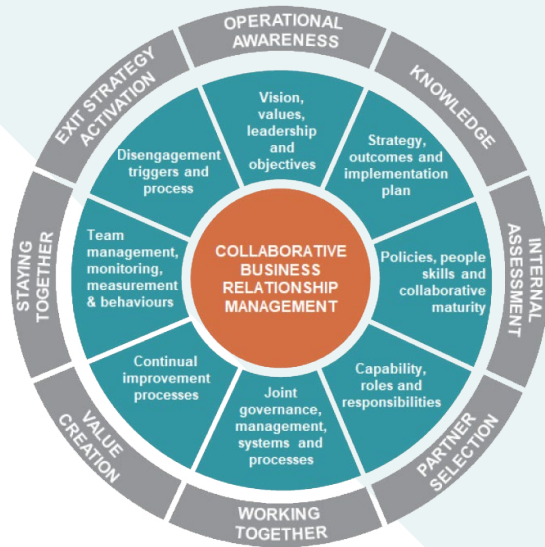 OPERATIONAL
AWARENESS
KNOWLEDGE
INTERNAL
ASSESSMENT
PARTNER
SELECTION
WORKING
TOGETHER
VALUE
CREATION
STAYING
TOGETHER
EXIT STRATEGY
ACTIVATION
Vision,
values,
leadership
and
objectives
Strategy,
outcomes and
implementation
plan
Policies, people
skills and
collaborative
maturity
Capability,
roles and
responsibilities
Joint
governance,
management,
systems and
processes
Continual
improvement
processes
Team
management,
monitoring,
measurement
& behaviours
Disengagement
triggers and
process
COLLABORATIVE
BUSINESS
RELATIONSHIP
MANAGEMENT